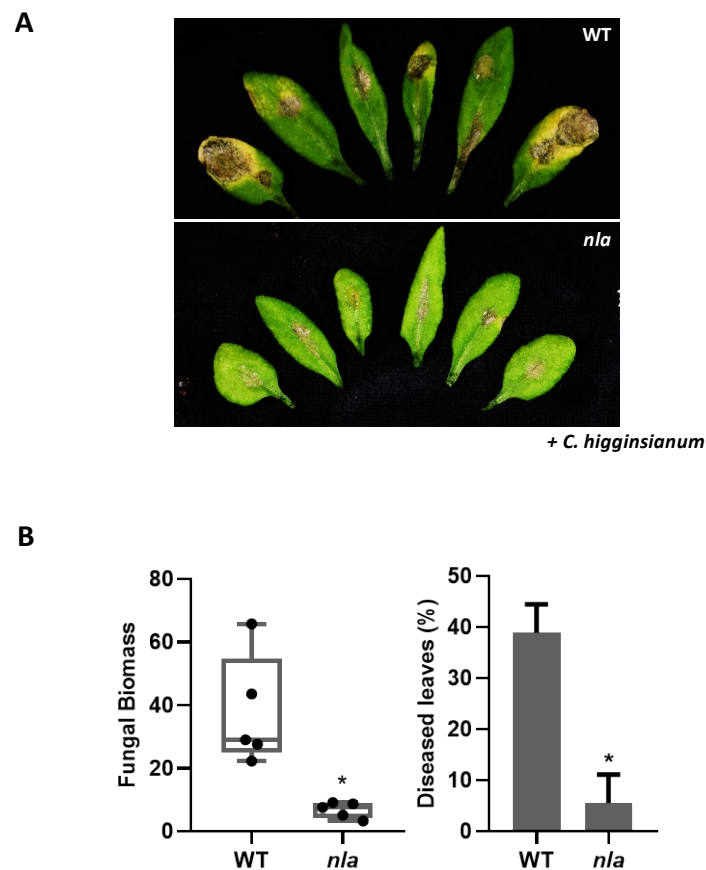 A
WT
nla
+ C. higginsianum
B
Fungal Biomass
80
60
40
20
0
*
WT
nla
Diseased leaves (%)
50
40
30
20
10
0
*
WT
nla